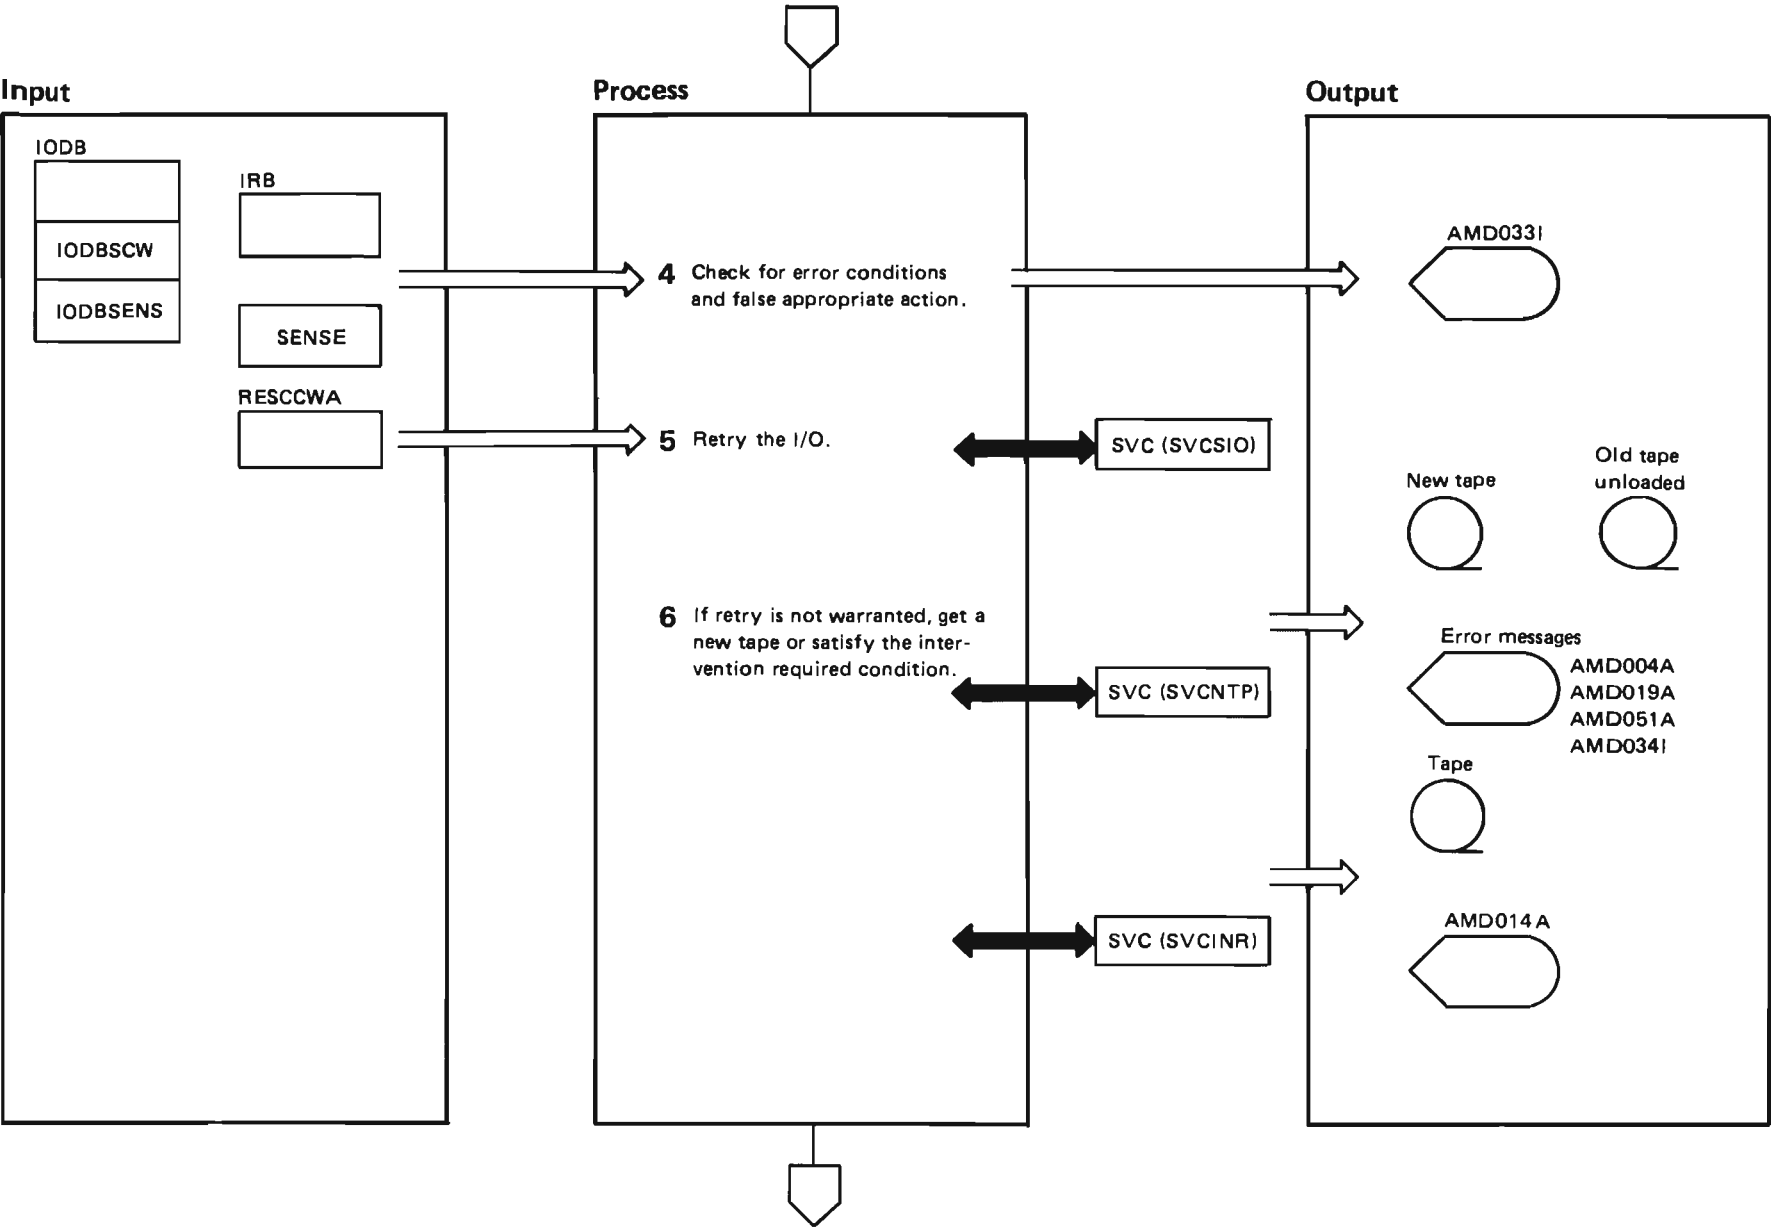 Input
IODB
IODBSCW
IODBSENS
IRB
SENSE
RESCCWA
Process
4 Check for error conditions
and false appropriate action.
5 Retry the I/O.
6 If retry is not warranted, get a
new tape or satisfy the inter-
vention required condition.
SVC (SVCSIO)
SVC (SVCNTP)
SVC (SVCINR)
Output
AMD033I
New tape
Old tape
unloaded
Error messages
AMD004A
AMD019A
AMD051A
AMD034I
Tape
AMD014A